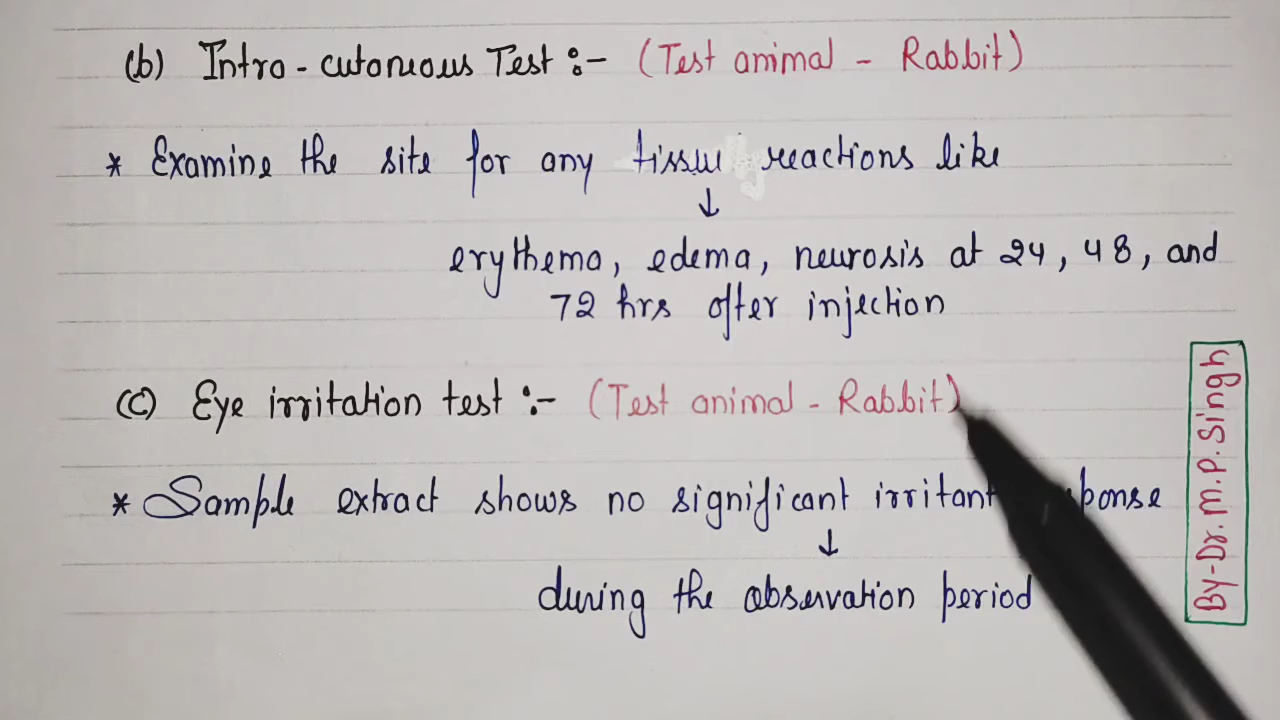 (b) Intra-cutaneous Test :- (Test animal - Rabbit)
* Examine the site for any tissue reactions like
↓
erythema, edema, neurosis at 24, 48, and
72 hrs after injection
(c) Eye irritation test :- (Test animal - Rabbit)
* Sample extract shows no significant irritant
↓
during the observation period
By-Dr. M. P. Singh